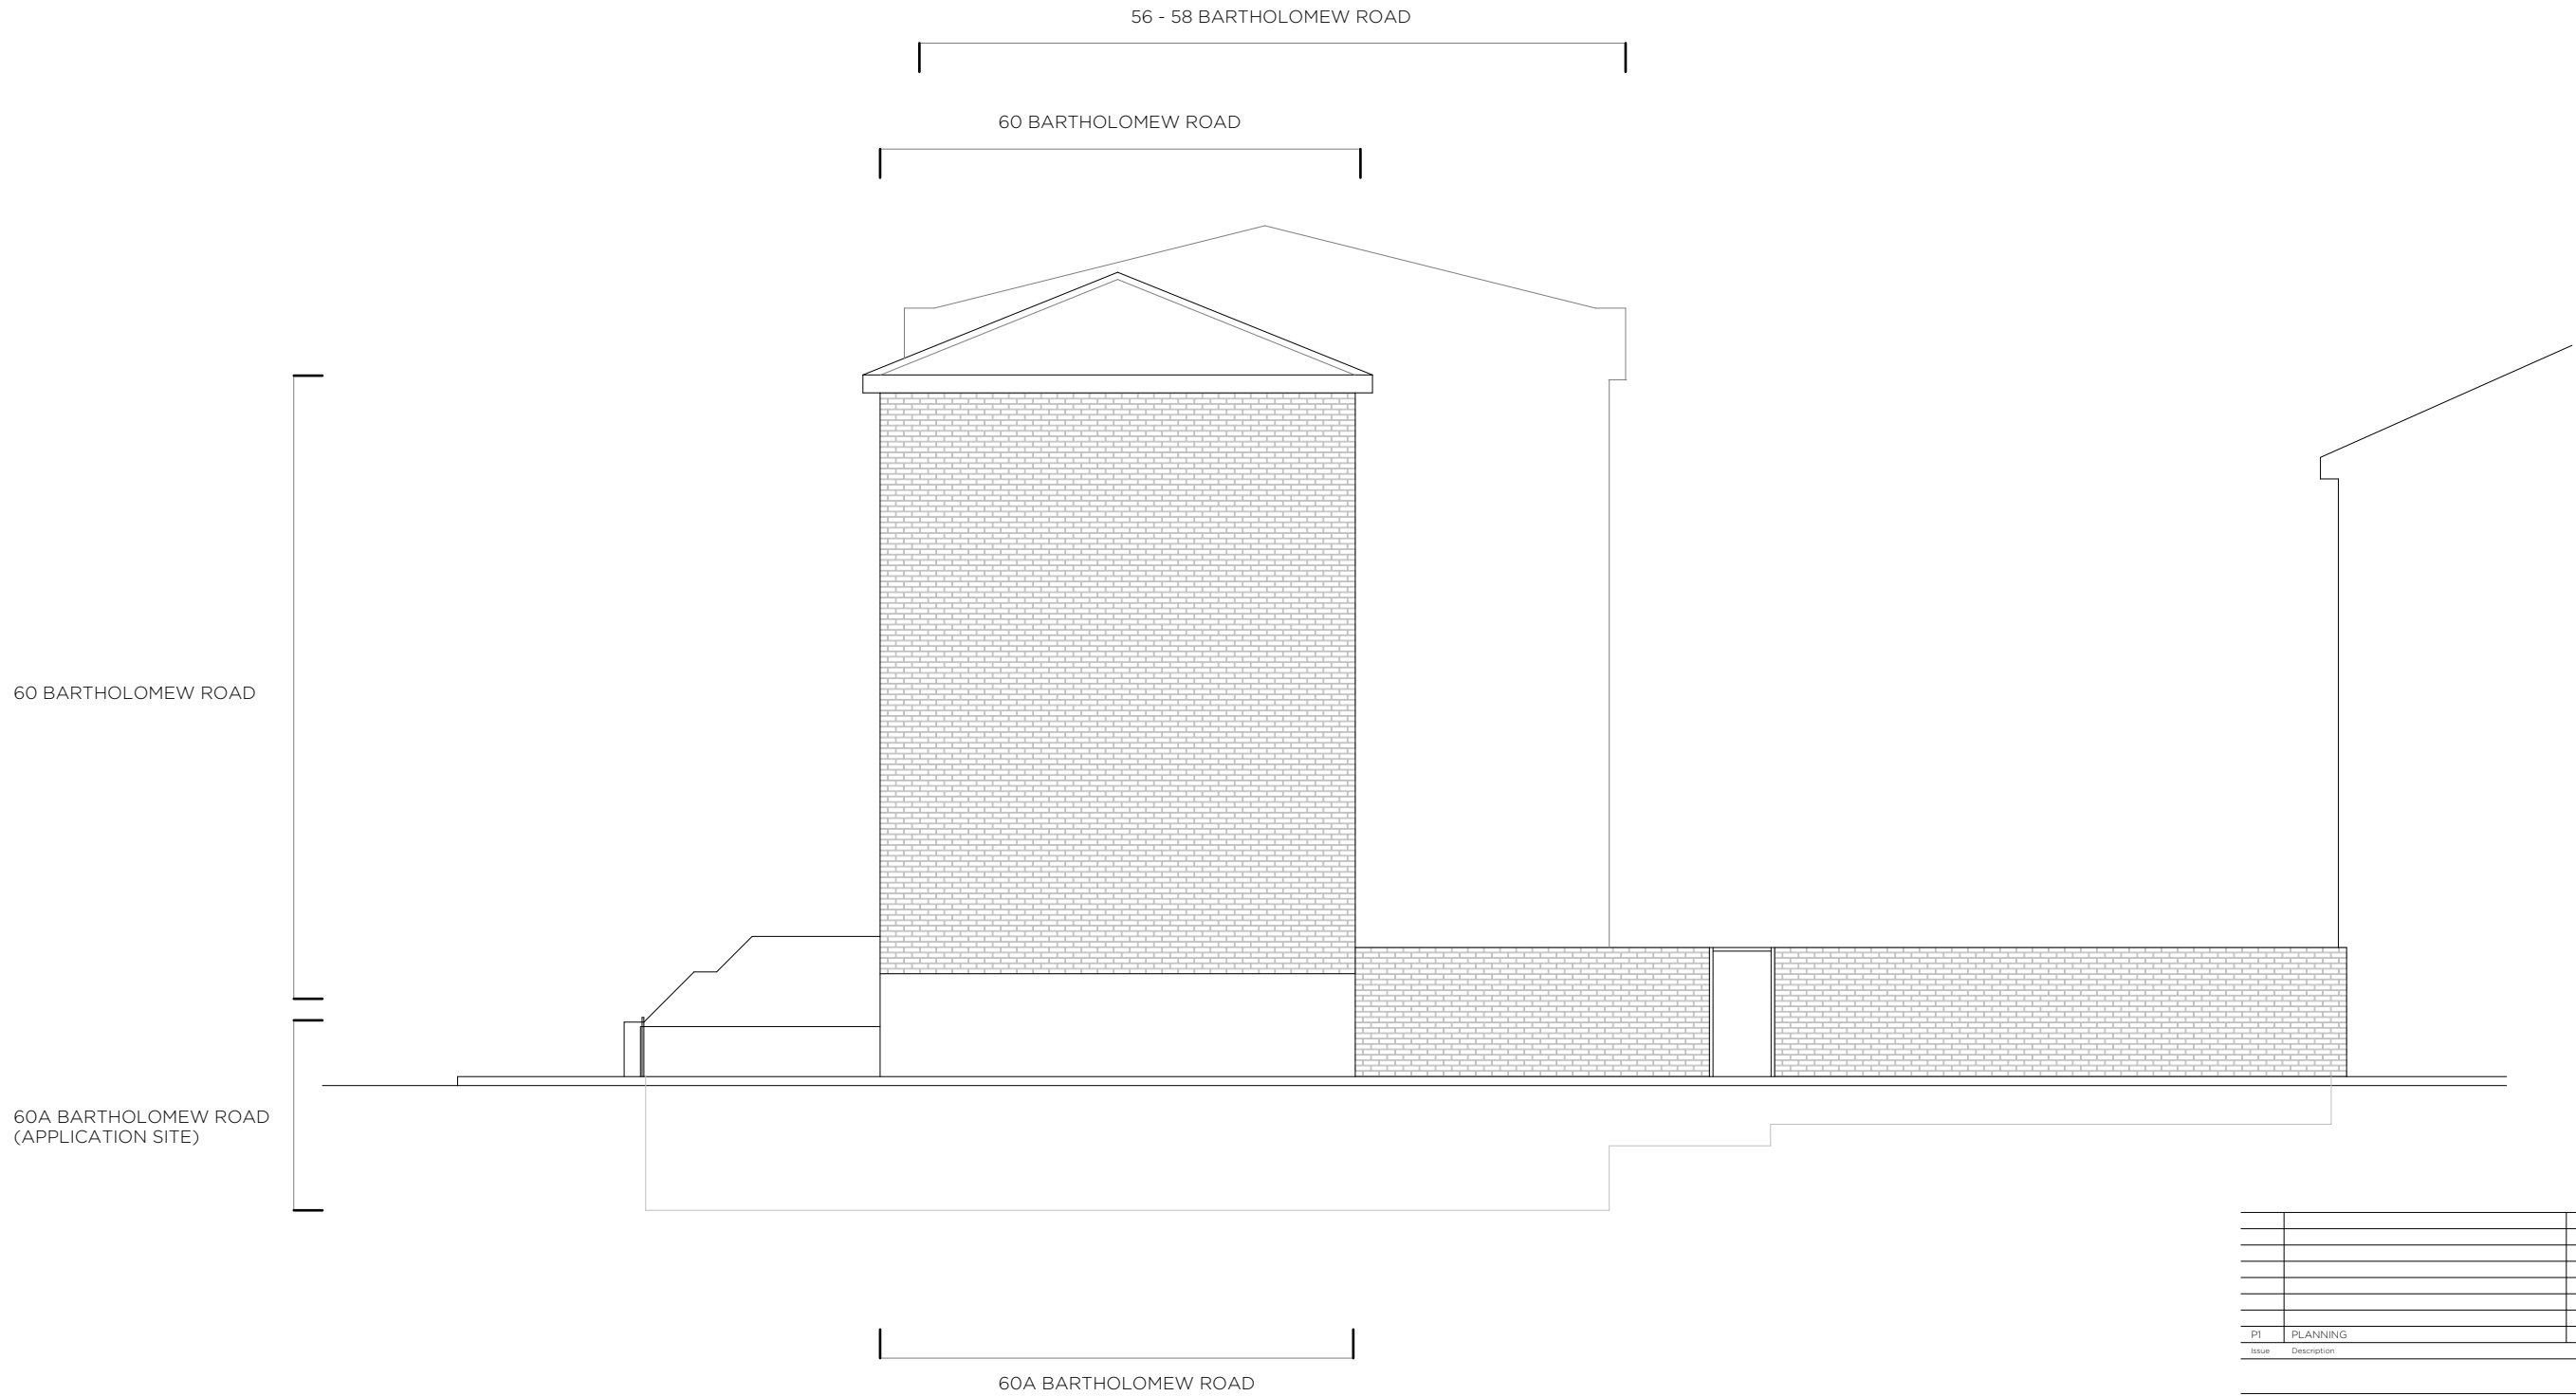 56 - 58 BARTHOLOMEW ROAD
60 BARTHOLOMEW ROAD
60 BARTHOLOMEW ROAD
60A BARTHOLOMEW ROAD
(APPLICATION SITE)
P1 PLANNING
Issue Description
60A BARTHOLOMEW ROAD